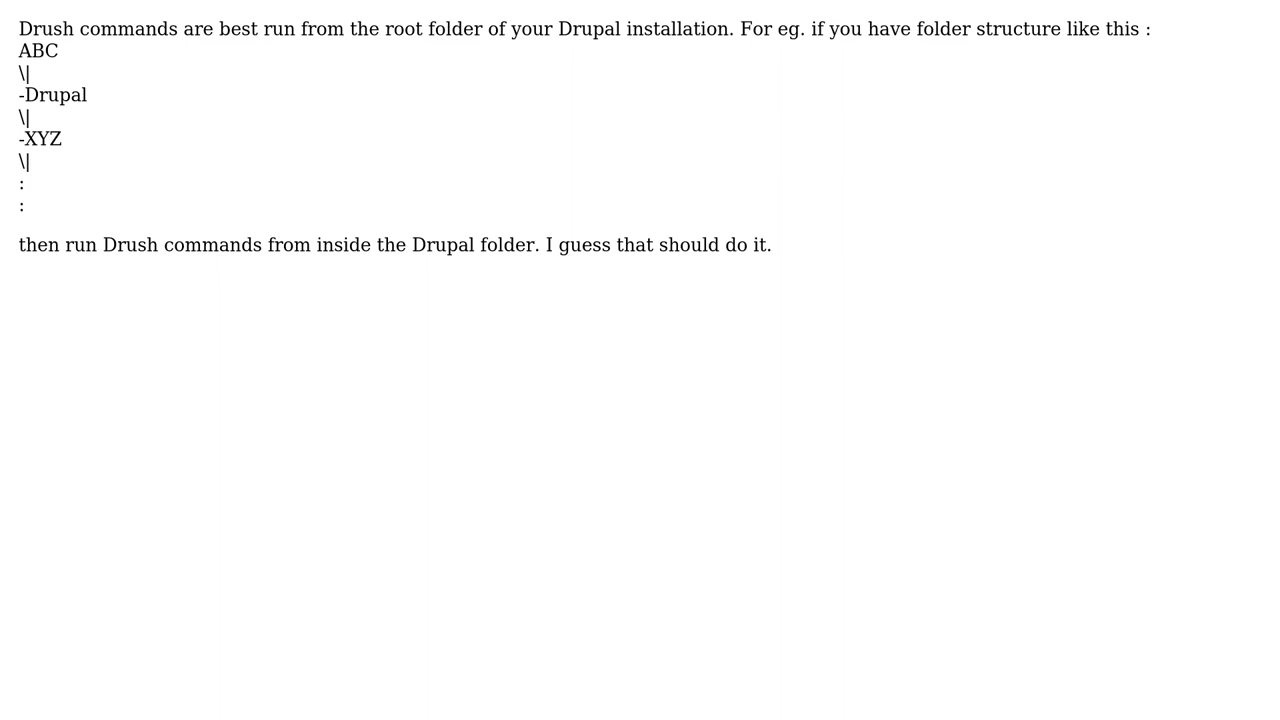 Drush commands are best run from the root folder of your Drupal installation. For eg. if you have folder structure like this :
ABC
\|
-Drupal
\|
-XYZ
\|
:
:
then run Drush commands from inside the Drupal folder. I guess that should do it.